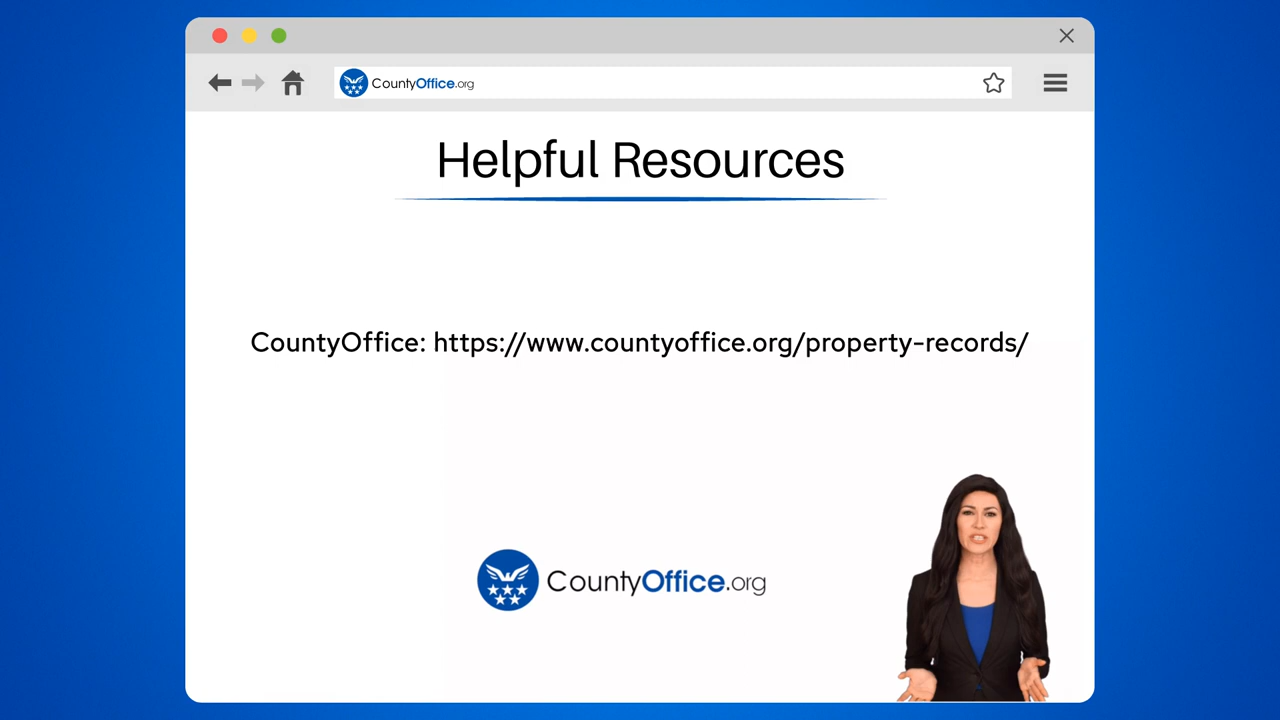 CountyOffice.org
Helpful Resources
CountyOffice: https://www.countyoffice.org/property-records/
CountyOffice.org